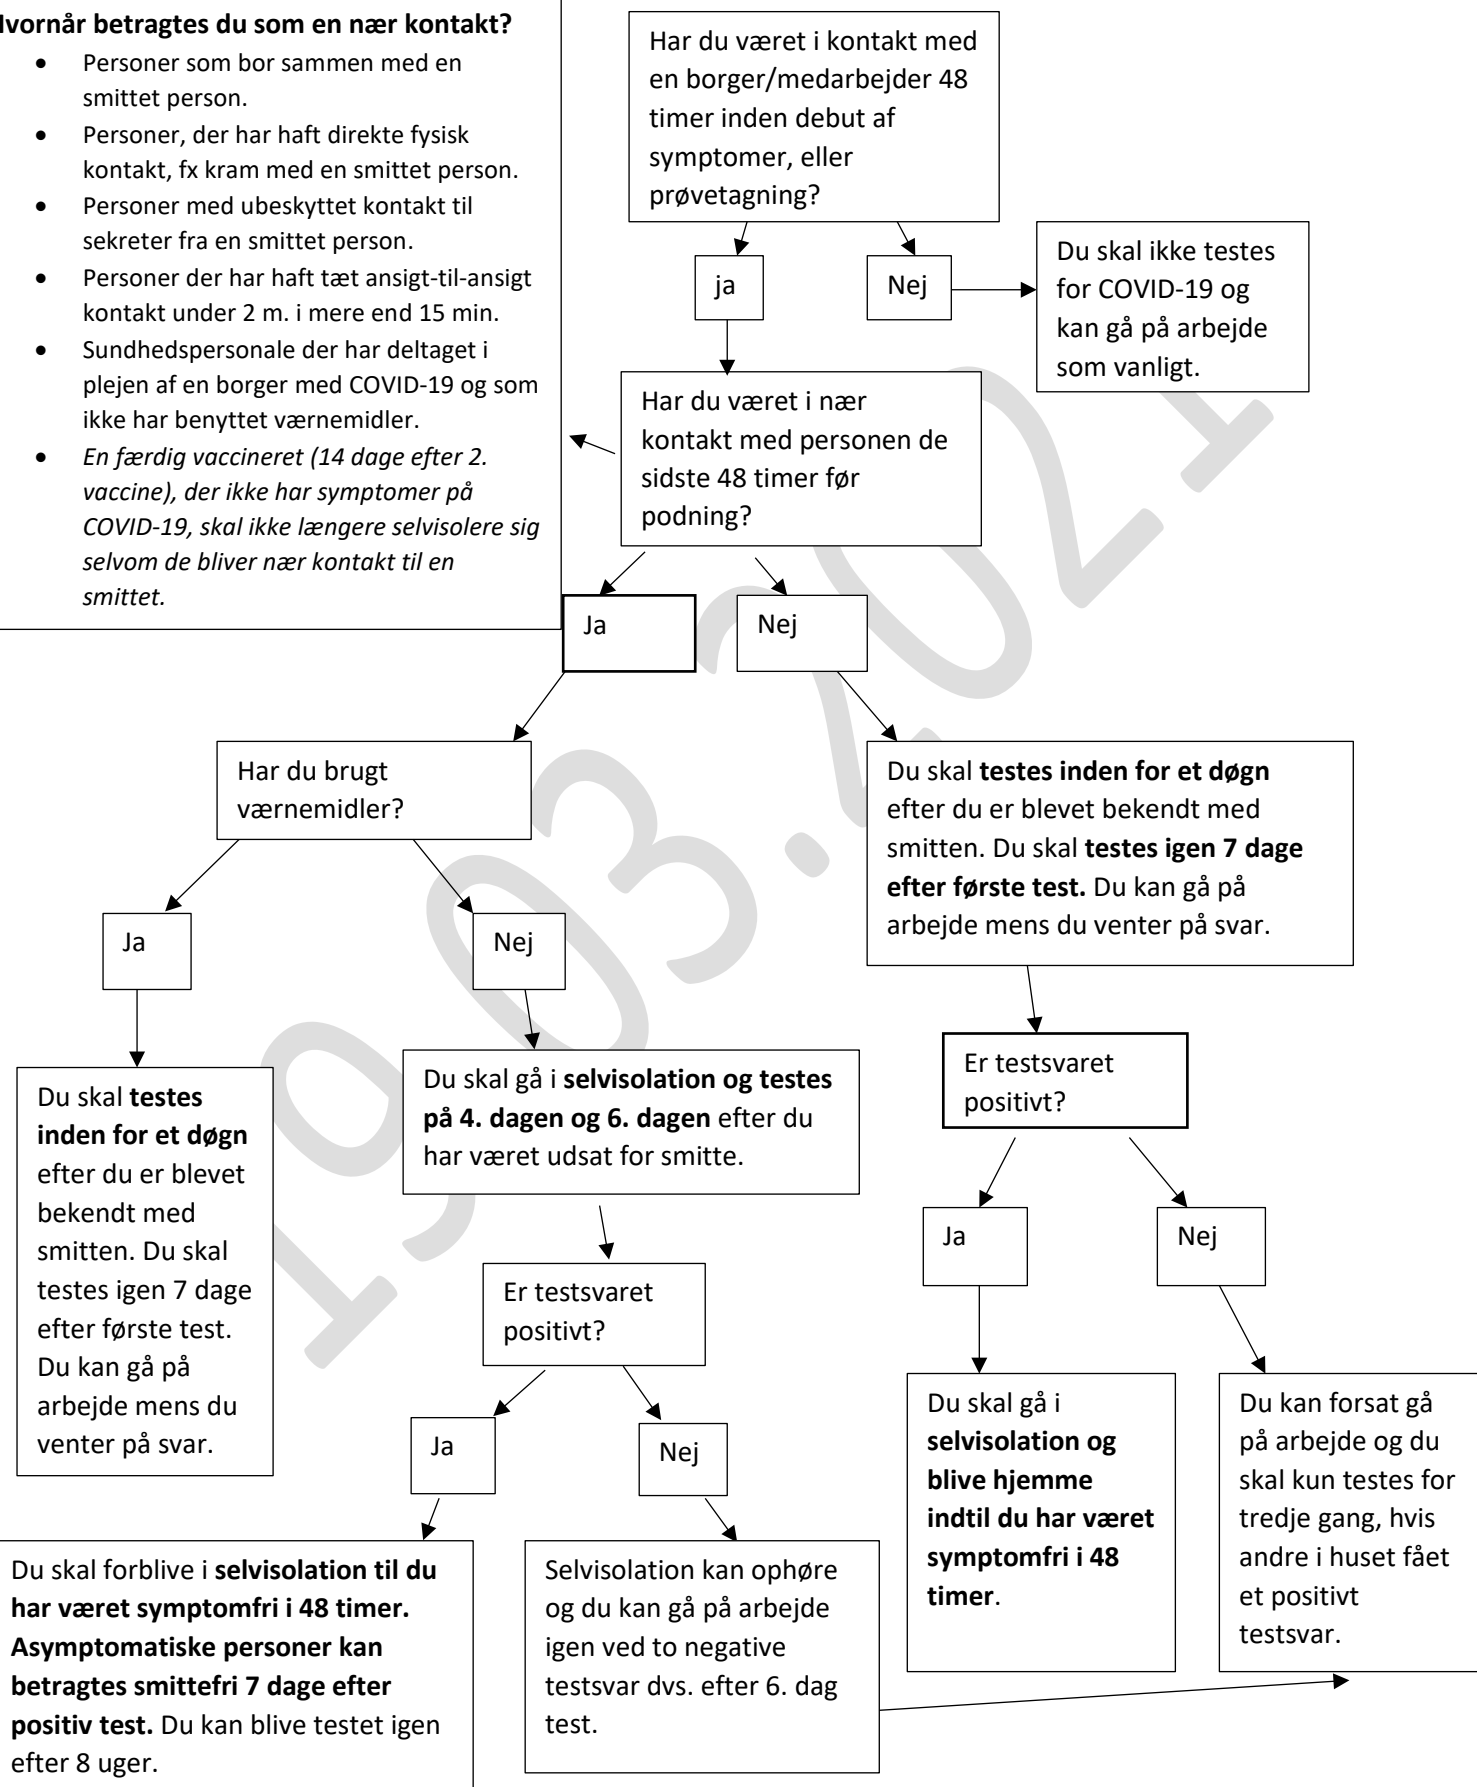 Hvornår betragtes du som en nær kontakt?
• Personer som bor sammen med en
smittet person.
• Personer, der har haft direkte fysisk
kontakt, fx kram med en smittet person.
• Personer med ubeskyttet kontakt til
sekreter fra en smittet person.
• Personer der har haft tæt ansigt-til-ansigt
kontakt under 2 m. i mere end 15 min.
• Sundhedspersonale der har deltaget i
plejen af en borger med COVID-19 og som
ikke har benyttet værnemidler.
• En færdig vaccineret (14 dage efter 2.
vaccine), der ikke har symptomer på
COVID-19, skal ikke længere selvisolere sig
selvom de bliver nær kontakt til en
smittet.
Har du været i kontakt med
en borger/medarbejder 48
timer inden debut af
symptomer, eller
prøvetagning?
ja
Nej
Du skal ikke testes
for COVID-19 og
kan gå på arbejde
som vanligt.
Har du været i nær
kontakt med personen de
sidste 48 timer før
podning?
Ja
Nej
Har du brugt
værnemidler?
Du skal testes inden for et døgn
efter du er blevet bekendt med
smitten. Du skal testes igen 7 dage
efter første test. Du kan gå på
arbejde mens du venter på svar.
Ja
Nej
Du skal testes
inden for et døgn
efter du er blevet
bekendt med
smitten. Du skal
testes igen 7 dage
efter første test.
Du kan gå på
arbejde mens du
venter på svar.
Du skal gå i selvisolation og testes
på 4. dagen og 6. dagen efter du
har været udsat for smitte.
Er testsvaret
positivt?
Ja
Nej
Er testsvaret
positivt?
Ja
Nej
Du skal gå i
selvisolation og
blive hjemme
indtil du har været
symptomfri i 48
timer.
Du kan forsat gå
på arbejde og du
skal kun testes for
tredje gang, hvis
andre i huset fået
et positivt
testsvar.
Du skal forblive i selvisolation til du
har været symptomfri i 48 timer.
Asymptomatiske personer kan
betragtes smittefri 7 dage efter
positiv test. Du kan blive testet igen
efter 8 uger.
Selvisolation kan ophøre
og du kan gå på arbejde
igen ved to negative
testsvar dvs. efter 6. dag
test.
19.03.2021